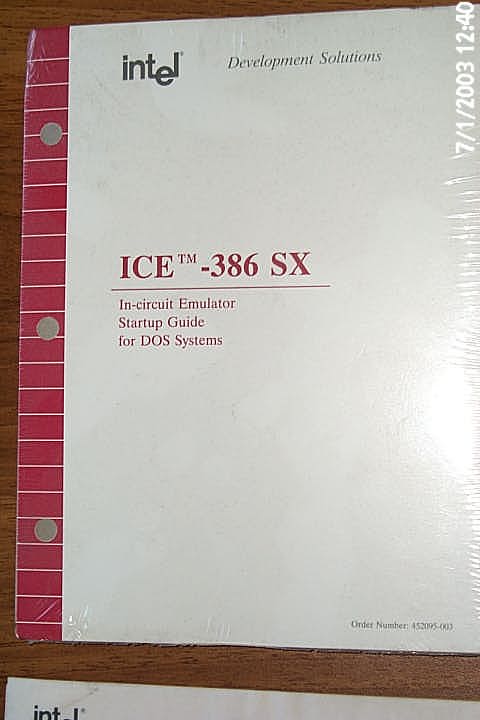 intel
Development Solutions
7/1/2003 12:40
ICE™-386 SX
In-circuit Emulator
Startup Guide
for DOS Systems
Order Number: 452095-003
intel